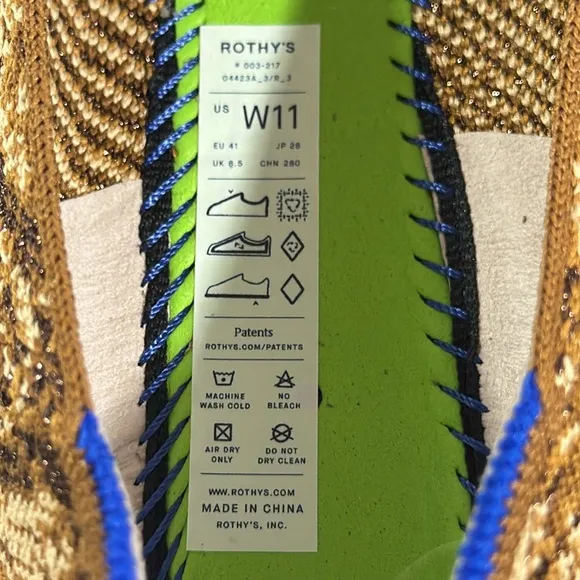 ROTHY'S
# 003-217
04423A_3/R_3
US W11
EU 41 JP 28
UK 8.5 CHN 260
Patents
ROTHYS.COM/PATENTS
MACHINE NO
WASH COLD BLEACH
AIR DRY DO NOT
ONLY DRY CLEAN
WWW.ROTHYS.COM
MADE IN CHINA
ROTHY'S, INC.